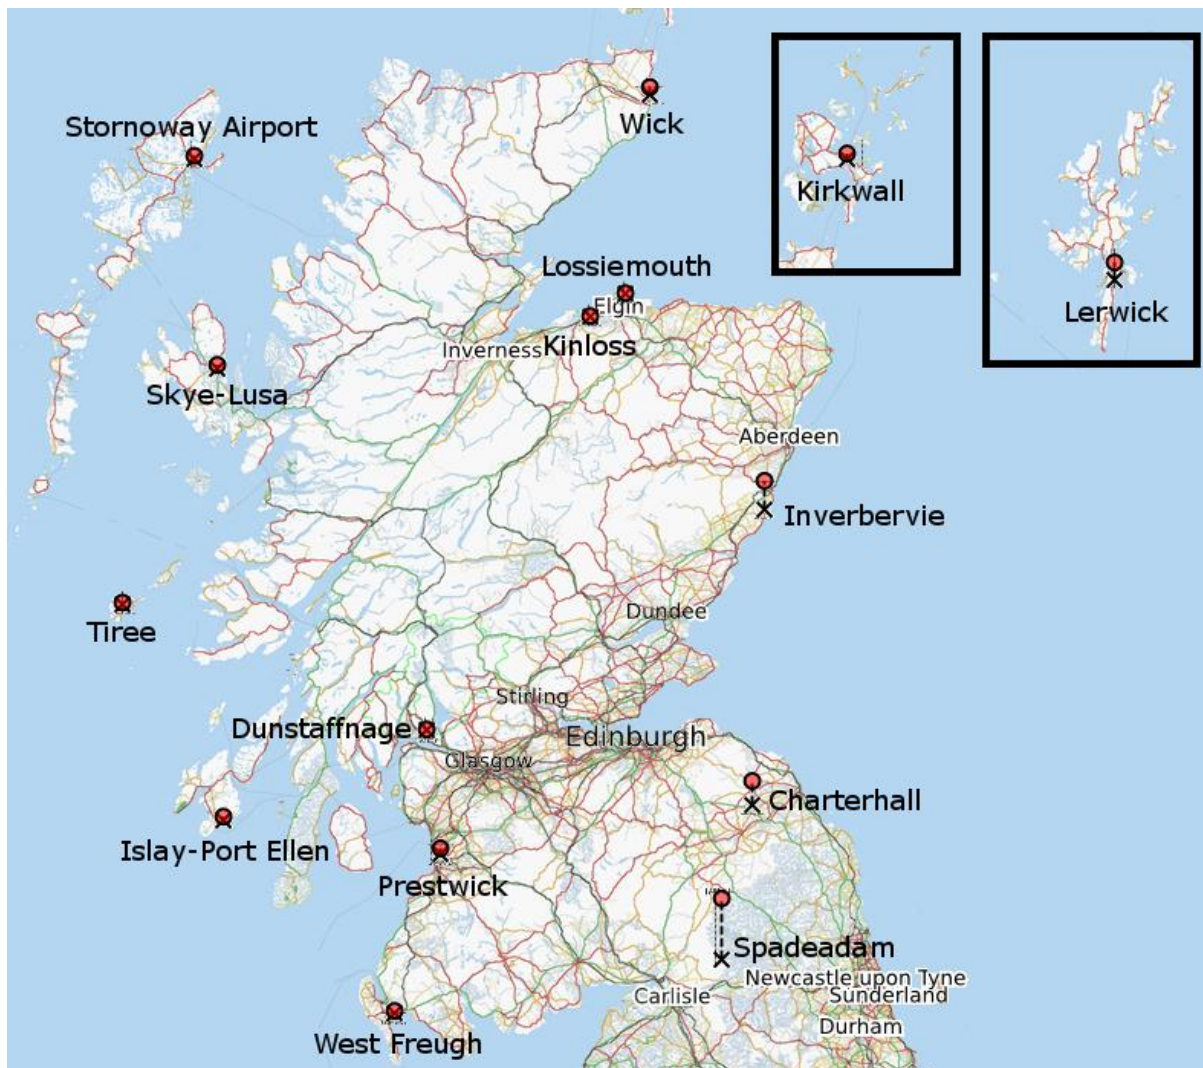 Wick
Stornoway Airport
Kirkwall
Lossiemouth
Elgin
Lerwick
Kinloss
Inverness
Skye-Lusa
Aberdeen
Inverbervie
Dundee
Tiree
Stirling
Dunstaffnage
Edinburgh
Glasgow
Charterhall
Islay-Port Ellen
Prestwick
Spadeadam
Newcastle upon Tyne
Carlisle
Sunderland
Durham
West Freugh